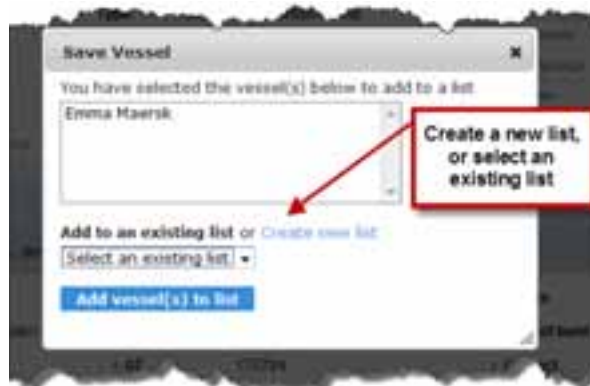 Save Vessel
You have selected the vessel(s) below to add to a list
Emma Maersk
Create a new list,
or select an
existing list
Add to an existing list or Create new list
Select an existing list
Add vessel(s) to list